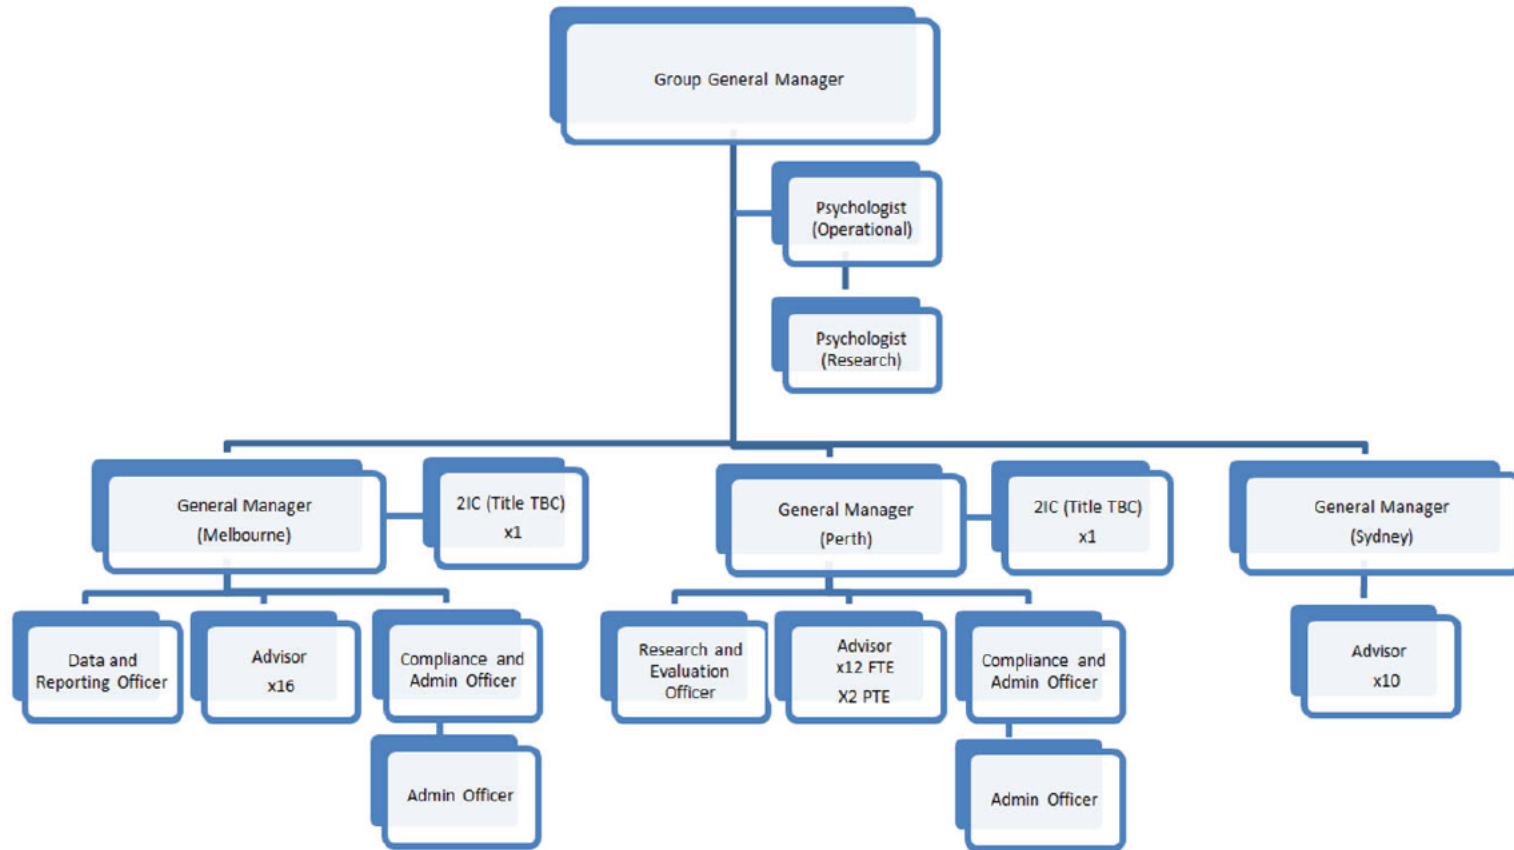 Group General Manager
Psychologist
(Operational)
Psychologist
(Research)
General Manager
(Melbourne)
2IC (Title TBC)
x1
General Manager
(Perth)
2IC (Title TBC)
x1
General Manager
(Sydney)
Data and
Reporting Officer
Advisor
x16
Compliance and
Admin Officer
Research and
Evaluation
Officer
Advisor
x12 FTE
X2 PTE
Compliance and
Admin Officer
Advisor
x10
Admin Officer
Admin Officer